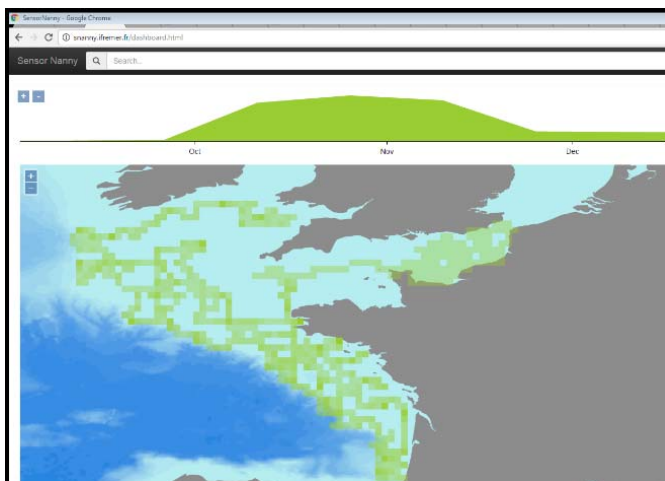 SensorNanny - Google Chrome
snanny.ifremer.fr/dashboard.html
Sensor Nanny Search...
+ -
Oct Nov Dec
+
-